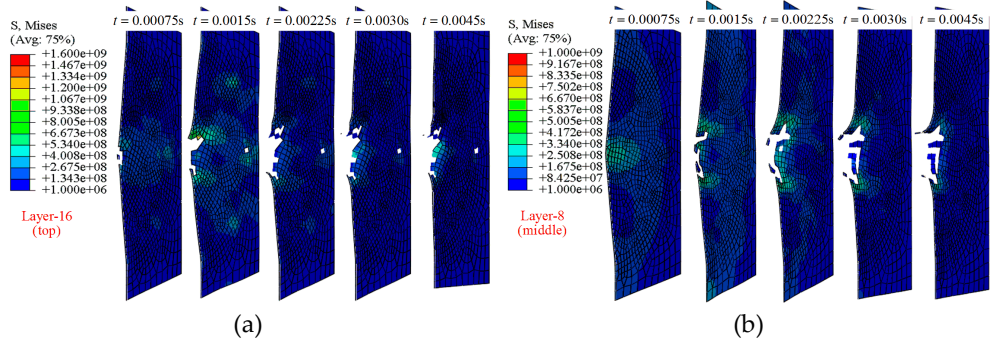 t = 0.00075s t = 0.0015s t = 0.00225s t = 0.0030s t = 0.0045s
S, Mises
(Avg: 75%)
+1.600e+09
+1.467e+09
+1.334e+09
+1.200e+09
+1.067e+09
+9.338e+08
+8.005e+08
+6.673e+08
+5.340e+08
+4.008e+08
+2.675e+08
+1.343e+08
+1.000e+06
Layer-16
(top)
(a)
t = 0.00075s t = 0.0015s t = 0.00225s t = 0.0030s t = 0.0045s
S, Mises
(Avg: 75%)
+1.000e+09
+9.167e+08
+8.335e+08
+7.502e+08
+6.670e+08
+5.837e+08
+5.005e+08
+4.172e+08
+3.340e+08
+2.508e+08
+1.675e+08
+8.425e+07
+1.000e+06
Layer-8
(middle)
(b)